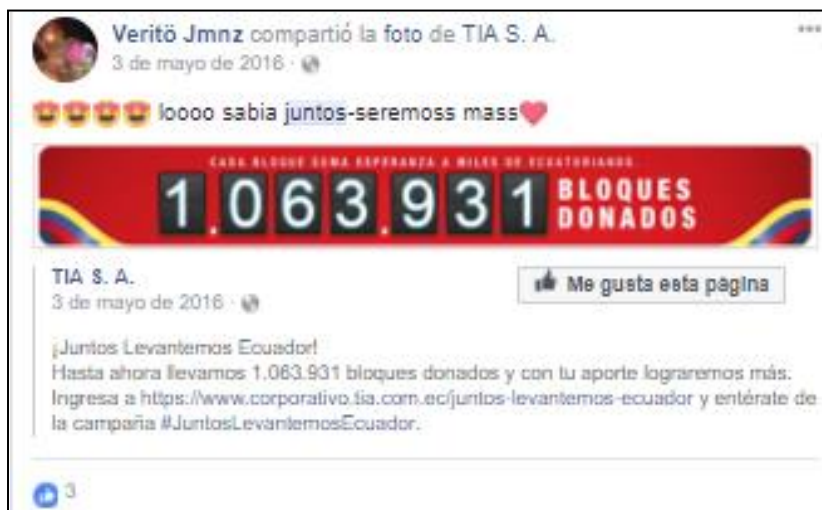 Veritö Jmnz compartió la foto de TIA S. A.
3 de mayo de 2016 ·
loooo sabia juntos-seremoss mass
CADA BLOQUE SUMA ESPERANZA A MILES DE ECUATORIANOS
1.063.931 BLOQUES
DONADOS
TIA S. A.
3 de mayo de 2016 ·
Me gusta esta página
¡Juntos Levantemos Ecuador!
Hasta ahora llevamos 1.063.931 bloques donados y con tu aporte lograremos más.
Ingresa a https://www.corporativo.tia.com.ec/juntos-levantemos-ecuador y entérate de
la campaña #JuntosLevantemosEcuador.
3